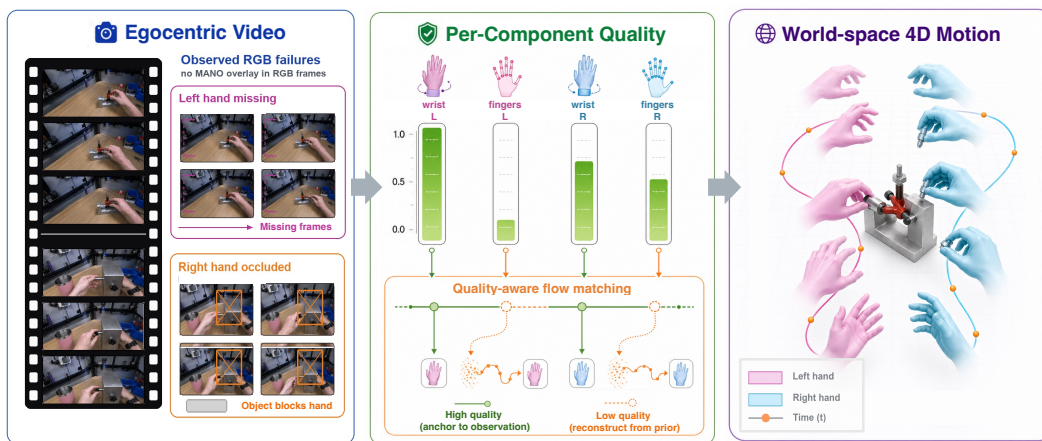 Egocentric Video
Observed RGB failures
no MANO overlay in RGB frames
Left hand missing
Missing frames
Right hand occluded
Object blocks hand
Per-Component Quality
wrist
L
fingers
L
wrist
R
fingers
R
1.0
0.5
0.0
Quality-aware flow matching
High quality
(anchor to observation)
Low quality
(reconstruct from prior)
World-space 4D Motion
Left hand
Right hand
Time (t)